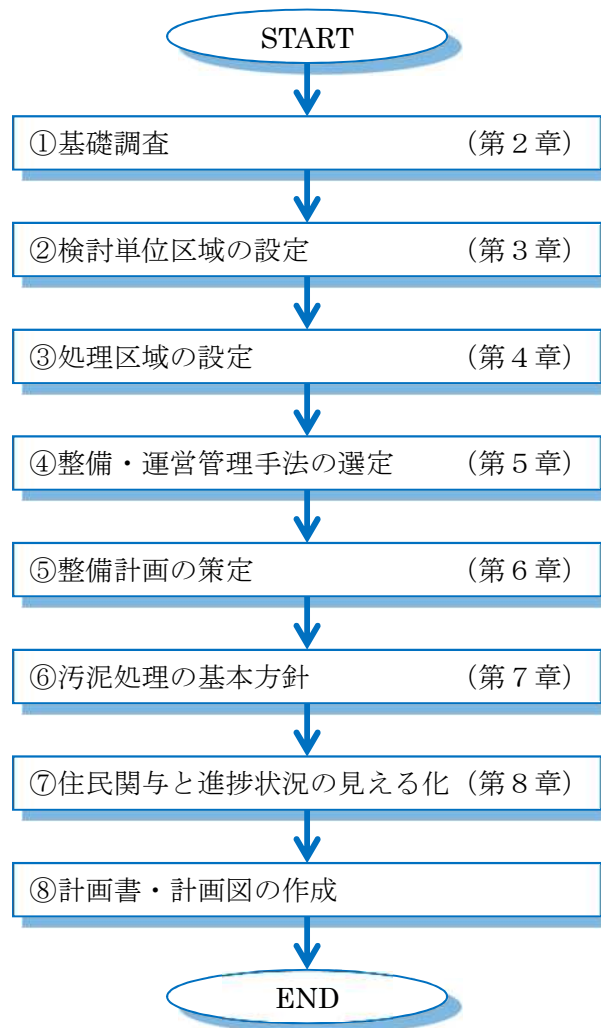 START
①基礎調査 （第２章）
②検討単位区域の設定 （第３章）
③処理区域の設定 （第４章）
④整備・運営管理手法の選定 （第５章）
⑤整備計画の策定 （第６章）
⑥汚泥処理の基本方針 （第７章）
⑦住民関与と進捗状況の見える化（第８章）
⑧計画書・計画図の作成
END